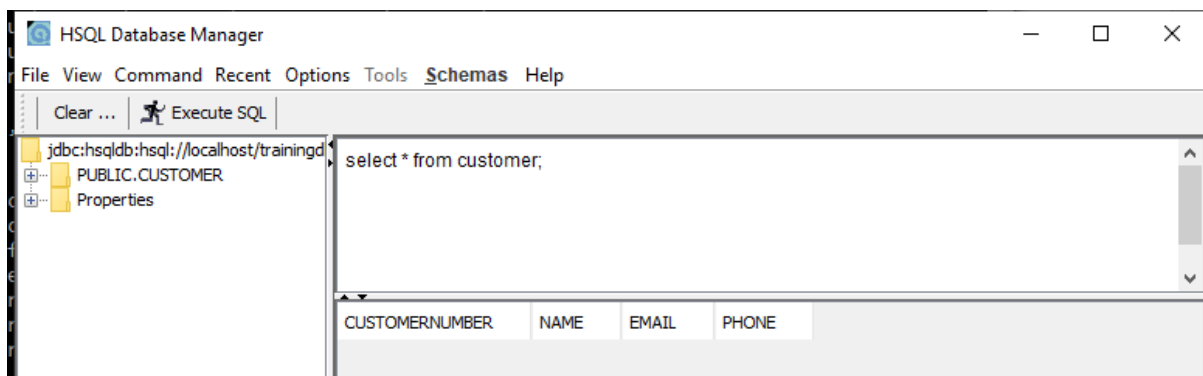 HSQL Database Manager
File View Command Recent Options Tools Schemas Help
Clear ... Execute SQL
jdbc:hsqldb:hsql://localhost/trainingd
PUBLIC.CUSTOMER
Properties
select * from customer;
CUSTOMERNUMBER NAME EMAIL PHONE